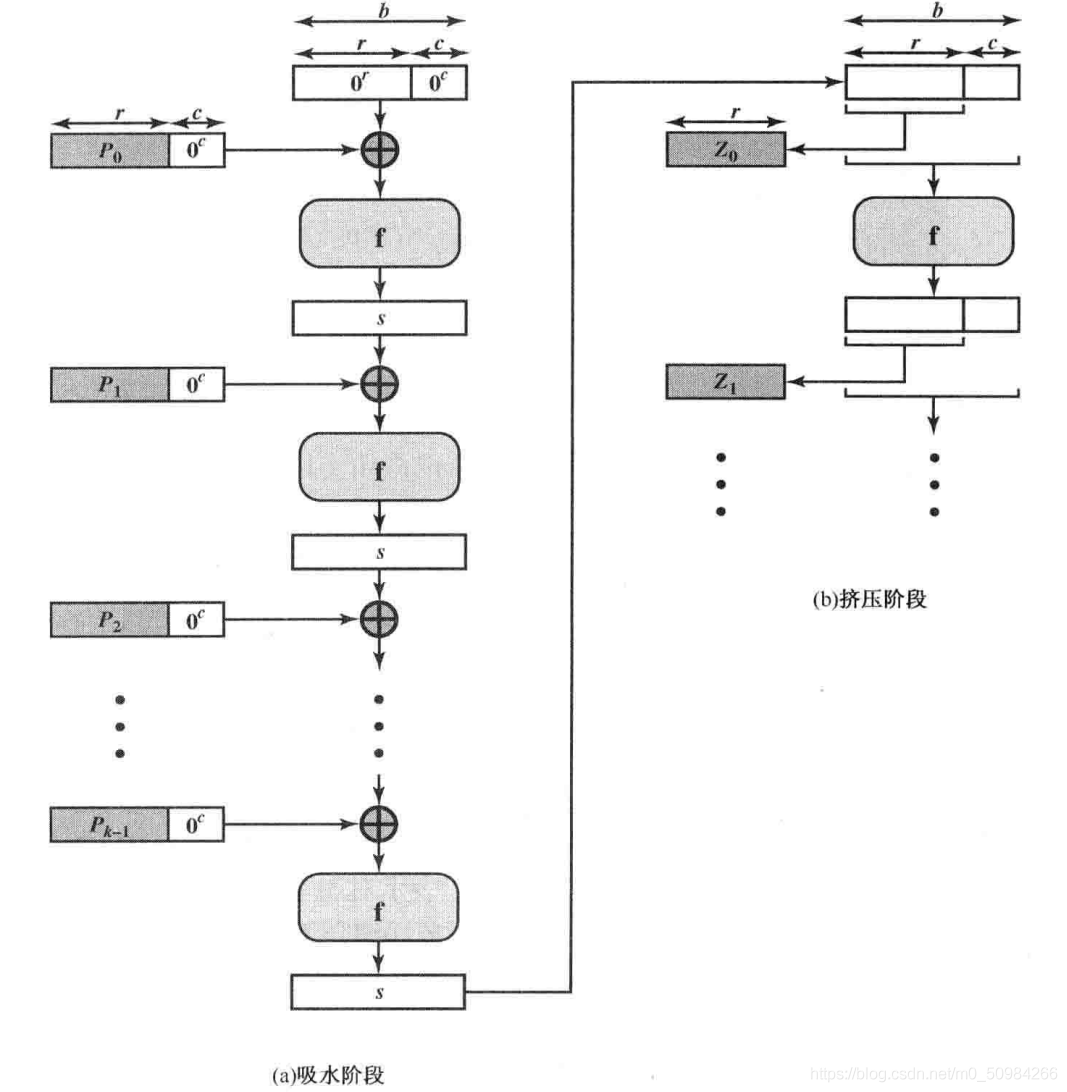 b
r c
0^r 0^c
r c
P_0 0^c
f
s
P_1 0^c
f
s
P_2 0^c
P_{k-1} 0^c
f
s
(a)吸水阶段
b
r c
r
Z_0
f
Z_1
(b)挤压阶段
https://blog.csdn.net/m0_50984266